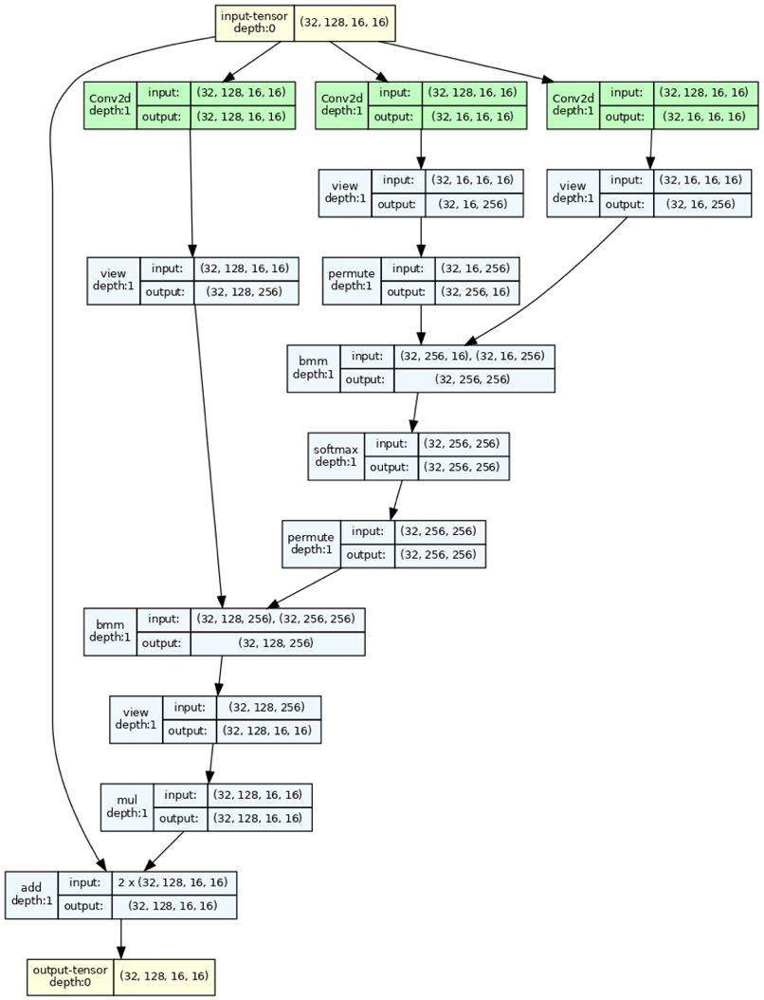 input-tensor
depth:0
(32, 128, 16, 16)
Conv2d
depth:1
input:
(32, 128, 16, 16)
output:
(32, 128, 16, 16)
Conv2d
depth:1
input:
(32, 128, 16, 16)
output:
(32, 16, 16, 16)
Conv2d
depth:1
input:
(32, 128, 16, 16)
output:
(32, 16, 16, 16)
view
depth:1
input:
(32, 16, 16, 16)
output:
(32, 16, 256)
view
depth:1
input:
(32, 16, 16, 16)
output:
(32, 16, 256)
view
depth:1
input:
(32, 128, 16, 16)
output:
(32, 128, 256)
permute
depth:1
input:
(32, 16, 256)
output:
(32, 256, 16)
bmm
depth:1
input:
(32, 256, 16), (32, 16, 256)
output:
(32, 256, 256)
softmax
depth:1
input:
(32, 256, 256)
output:
(32, 256, 256)
permute
depth:1
input:
(32, 256, 256)
output:
(32, 256, 256)
bmm
depth:1
input:
(32, 128, 256), (32, 256, 256)
output:
(32, 128, 256)
view
depth:1
input:
(32, 128, 256)
output:
(32, 128, 16, 16)
mul
depth:1
input:
(32, 128, 16, 16)
output:
(32, 128, 16, 16)
add
depth:1
input:
2 x (32, 128, 16, 16)
output:
(32, 128, 16, 16)
output-tensor
depth:0
(32, 128, 16, 16)